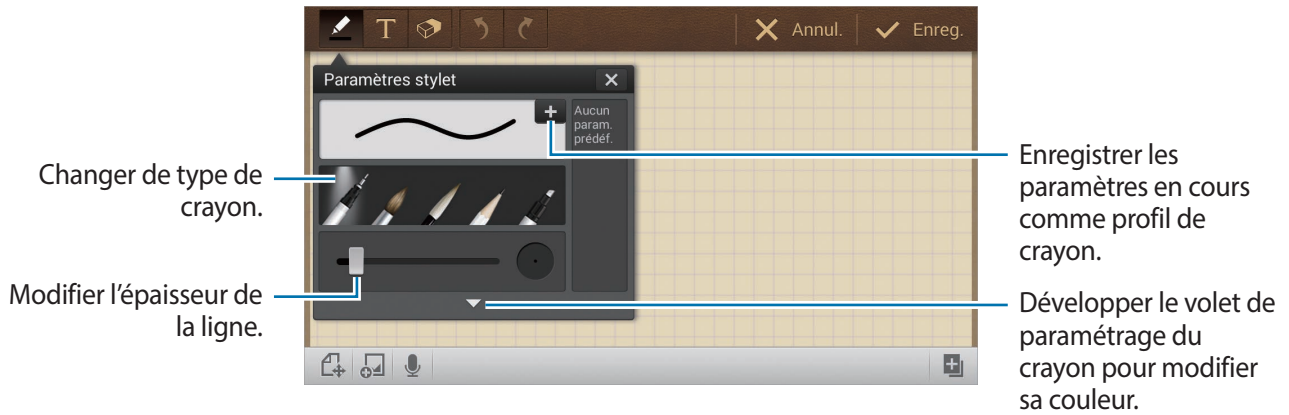 T
Annul.
Enreg.
Paramètres stylet
Aucun
param.
prédéf.
Changer de type de
crayon.
Modifier l'épaisseur de
la ligne.
Enregistrer les
paramètres en cours
comme profil de
crayon.
Développer le volet de
paramétrage du
crayon pour modifier
sa couleur.